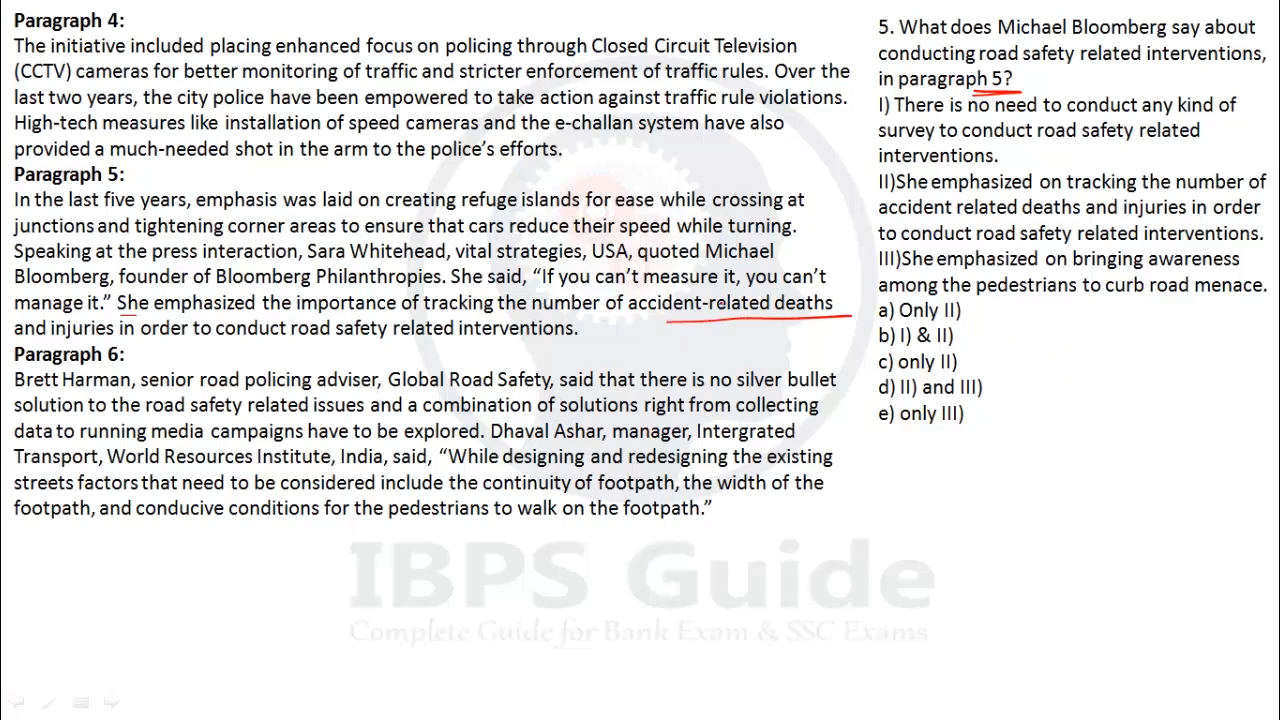 Paragraph 4:
The initiative included placing enhanced focus on policing through Closed Circuit Television
(CCTV) cameras for better monitoring of traffic and stricter enforcement of traffic rules. Over the
last two years, the city police have been empowered to take action against traffic rule violations.
High-tech measures like installation of speed cameras and the e-challan system have also
provided a much-needed shot in the arm to the police's efforts.
Paragraph 5:
In the last five years, emphasis was laid on creating refuge islands for ease while crossing at
junctions and tightening corner areas to ensure that cars reduce their speed while turning.
Speaking at the press interaction, Sara Whitehead, vital strategies, USA, quoted Michael
Bloomberg, founder of Bloomberg Philanthropies. She said, “If you can't measure it, you can't
manage it.” She emphasized the importance of tracking the number of accident-related deaths
and injuries in order to conduct road safety related interventions.
Paragraph 6:
Brett Harman, senior road policing adviser, Global Road Safety, said that there is no silver bullet
solution to the road safety related issues and a combination of solutions right from collecting
data to running media campaigns have to be explored. Dhaval Ashar, manager, Intergrated
Transport, World Resources Institute, India, said, “While designing and redesigning the existing
streets factors that need to be considered include the continuity of footpath, the width of the
footpath, and conducive conditions for the pedestrians to walk on the footpath.”
5. What does Michael Bloomberg say about
conducting road safety related interventions,
in paragraph 5?
I) There is no need to conduct any kind of
survey to conduct road safety related
interventions.
II)She emphasized on tracking the number of
accident related deaths and injuries in order
to conduct road safety related interventions.
III)She emphasized on bringing awareness
among the pedestrians to curb road menace.
a) Only II)
b) I) & II)
c) only II)
d) II) and III)
e) only III)
IBPS Guide
Complete Guide for Bank Exam & SSC Exams